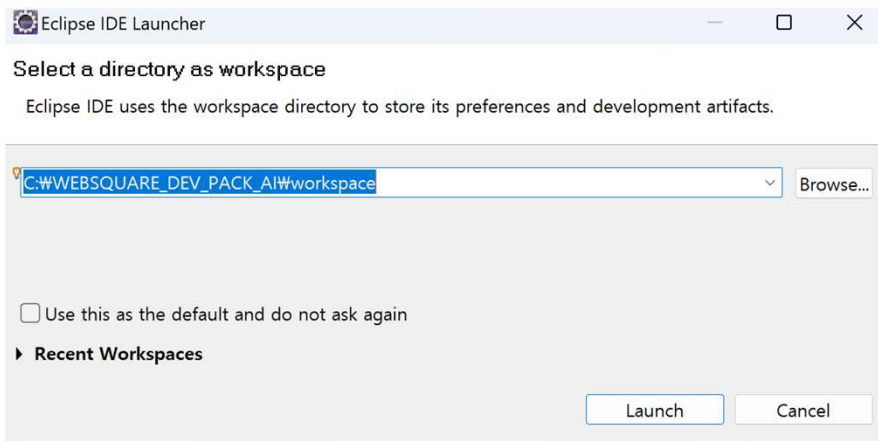 Eclipse IDE Launcher
Select a directory as workspace
Eclipse IDE uses the workspace directory to store its preferences and development artifacts.
C:₩WEBSQUARE_DEV_PACK_AI₩workspace
Browse...
Use this as the default and do not ask again
Recent Workspaces
Launch Cancel